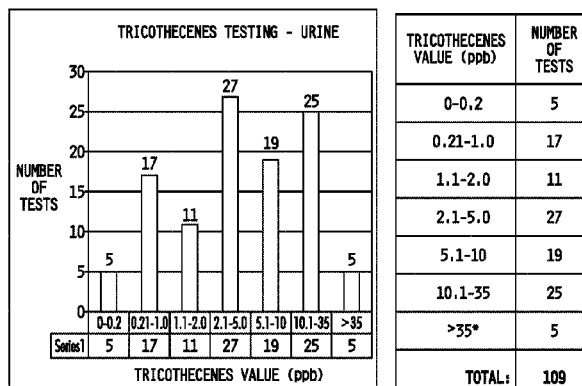 TRICOTHECENES TESTING - URINE
30
25
20
15
10
5
0
NUMBER
OF
TESTS
5
17
11
27
19
25
5
0-0.2 0.21-1.0 1.1-2.0 2.1-5.0 5.1-10 10.1-35 >35
Series1 5 17 11 27 19 25 5
TRICOTHECENES VALUE (ppb)
TRICOTHECENES
VALUE (ppb)
NUMBER
OF
TESTS
0-0.2 5
0.21-1.0 17
1.1-2.0 11
2.1-5.0 27
5.1-10 19
10.1-35 25
>35* 5
TOTAL: 109